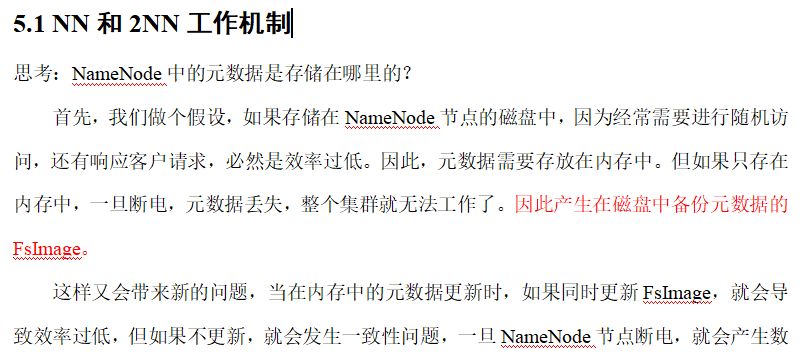 5.1 NN 和 2NN 工作机制
思考：NameNode 中的元数据是存储在哪里的？
首先，我们做个假设，如果存储在 NameNode 节点的磁盘中，因为经常需要进行随机访
问，还有响应客户请求，必然是效率过低。因此，元数据需要存放在内存中。但如果只存在
内存中，一旦断电，元数据丢失，整个集群就无法工作了。因此产生在磁盘中备份元数据的
FsImage。
这样又会带来新的问题，当在内存中的元数据更新时，如果同时更新 FsImage，就会导
致效率过低，但如果不更新，就会发生一致性问题，一旦 NameNode 节点断电，就会产生数